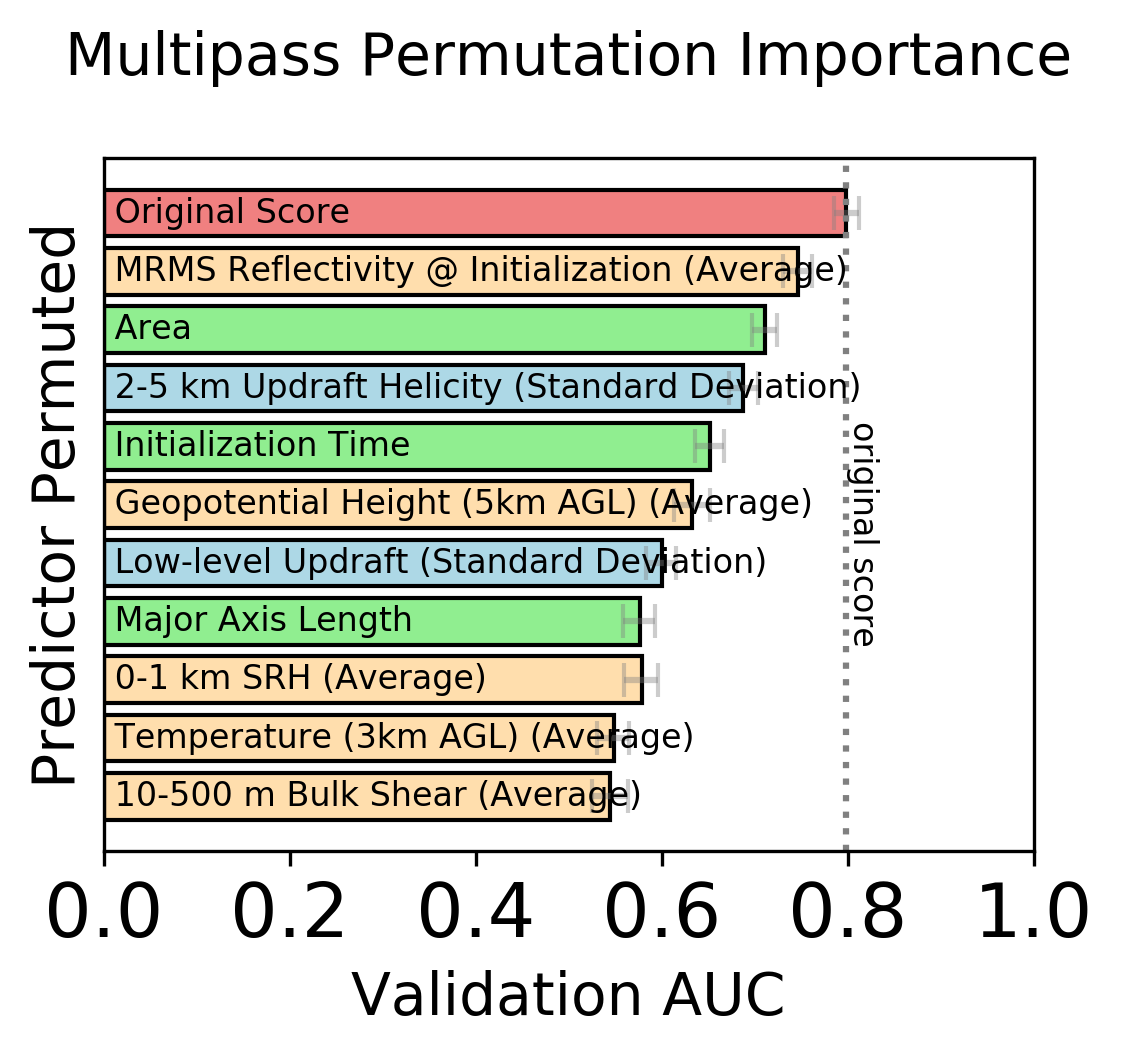 Multipass Permutation Importance
Predictor Permuted
Original Score
MRMS Reflectivity @ Initialization (Average)
Area
2-5 km Updraft Helicity (Standard Deviation)
Initialization Time
Geopotential Height (5km AGL) (Average)
Low-level Updraft (Standard Deviation)
Major Axis Length
0-1 km SRH (Average)
Temperature (3km AGL) (Average)
10-500 m Bulk Shear (Average)
original score
0.0 0.2 0.4 0.6 0.8 1.0
Validation AUC